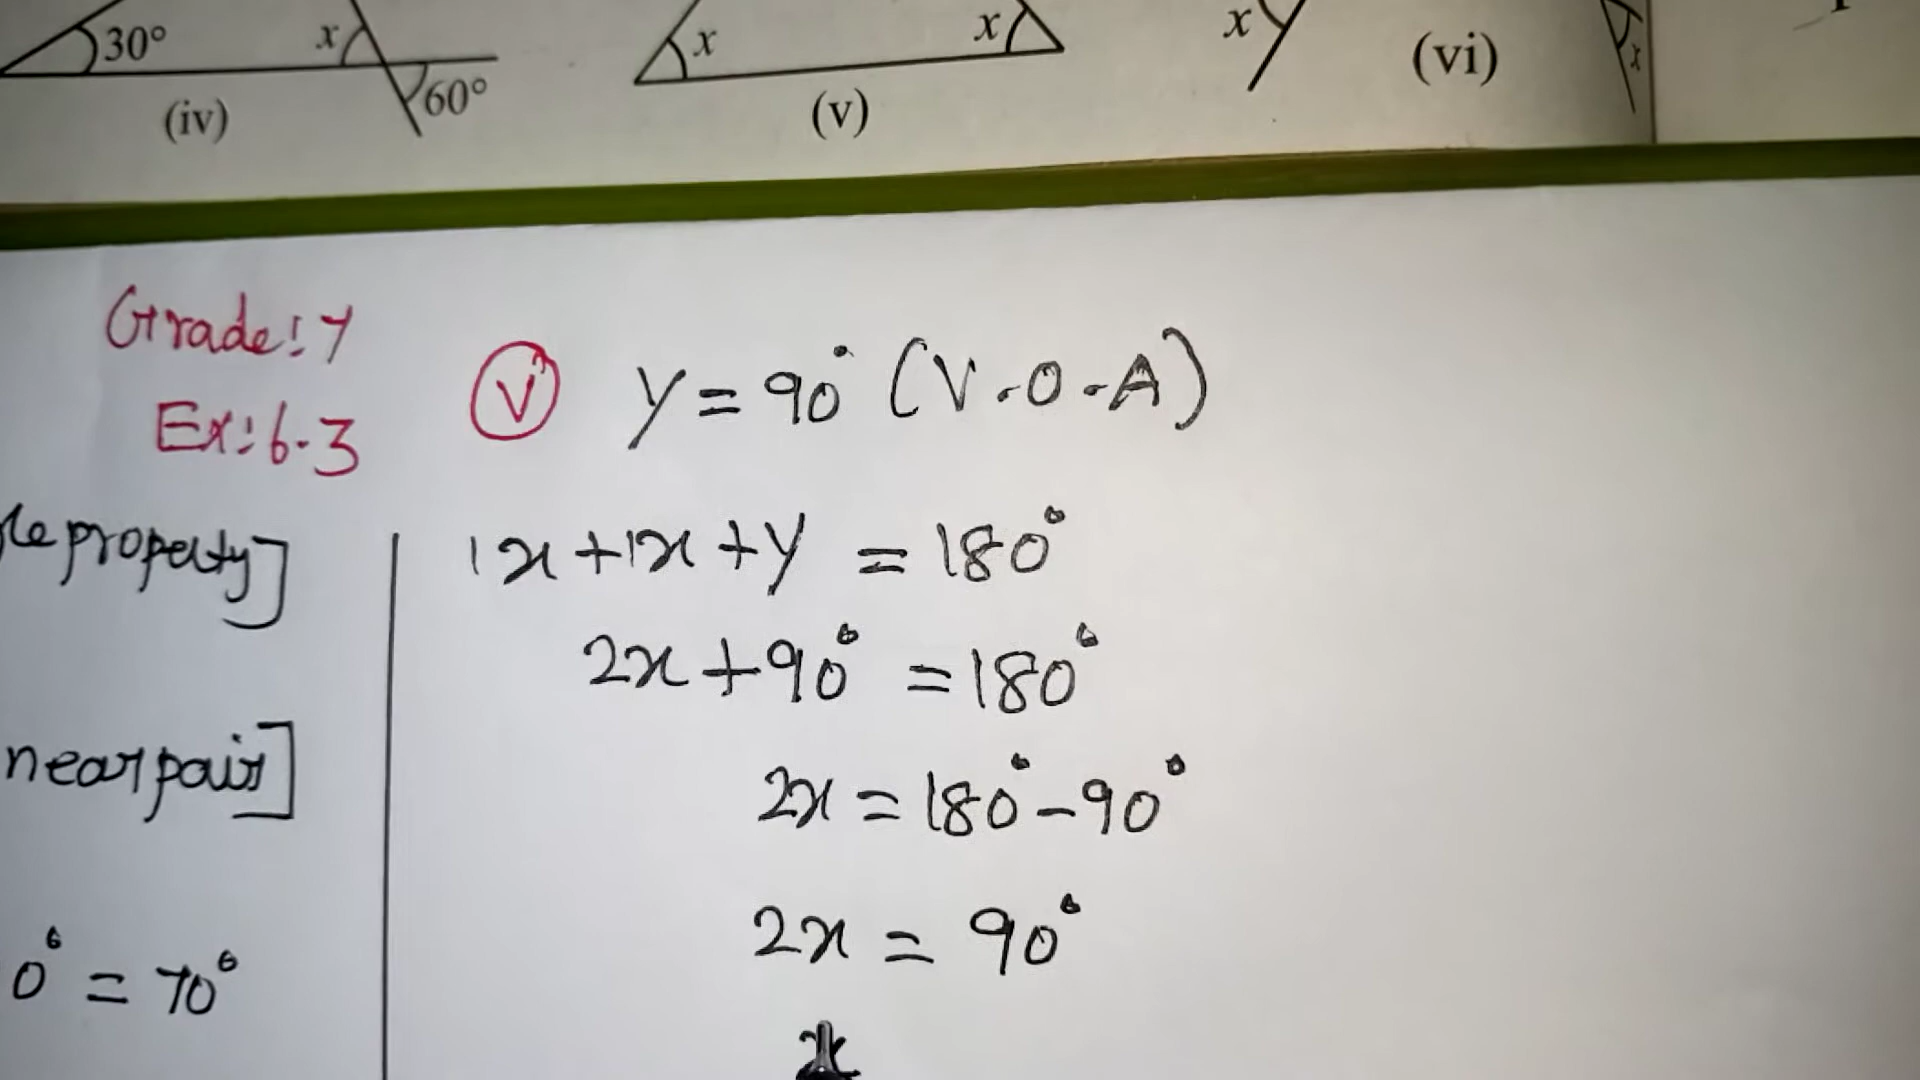 30° x 60°
(iv)
x x
(v)
x
(vi)
x
Grade: 7
Ex: 6.3
le property]
near pair]
0° = 70°
(v) y = 90° (V.O.A)
1x + 1x + y = 180°
2x + 90° = 180°
2x = 180° - 90°
2x = 90°
x